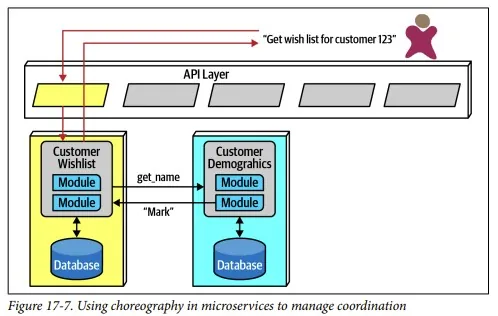 "Get wish list for customer 123"
API Layer
Customer
Wishlist
Module
Module
Database
get_name
"Mark"
Customer
Demograhics
Module
Module
Database
Figure 17-7. Using choreography in microservices to manage coordination